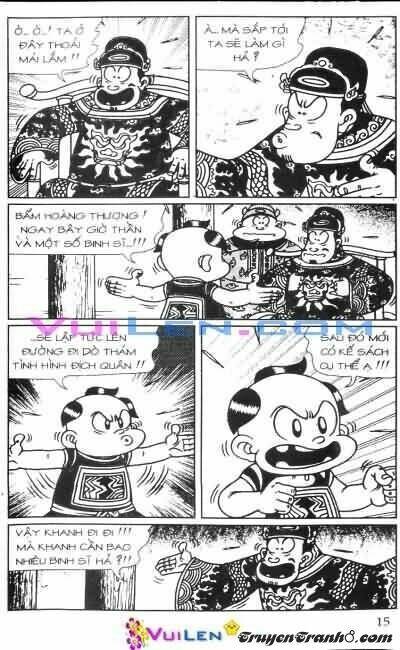 Ở.. Ở..! TA Ở
ĐÂY THOẢI
MÁI LẮM !!
À.. MÀ SẮP TỚI
TA SẼ LÀM GÌ
HẢ ?
BẨM HOÀNG THƯỢNG !
NGAY BÂY GIỜ THẦN
VÀ MỘT SỐ BINH SĨ...!!!
VUILEN.COM
...SẼ LẬP TỨC LÊN
ĐƯỜNG ĐI DÒ THÁM
TÌNH HÌNH ĐỊCH QUÂN !!
SAU ĐÓ MỚI
CÓ KẾ SÁCH
CỤ THỂ Ạ !!!
VẬY KHANH ĐI ĐI !!!
MÀ KHANH CẦN BAO
NHIÊU BINH SĨ HẢ ?!!
15
VUILEN
TruyenTranh8.com